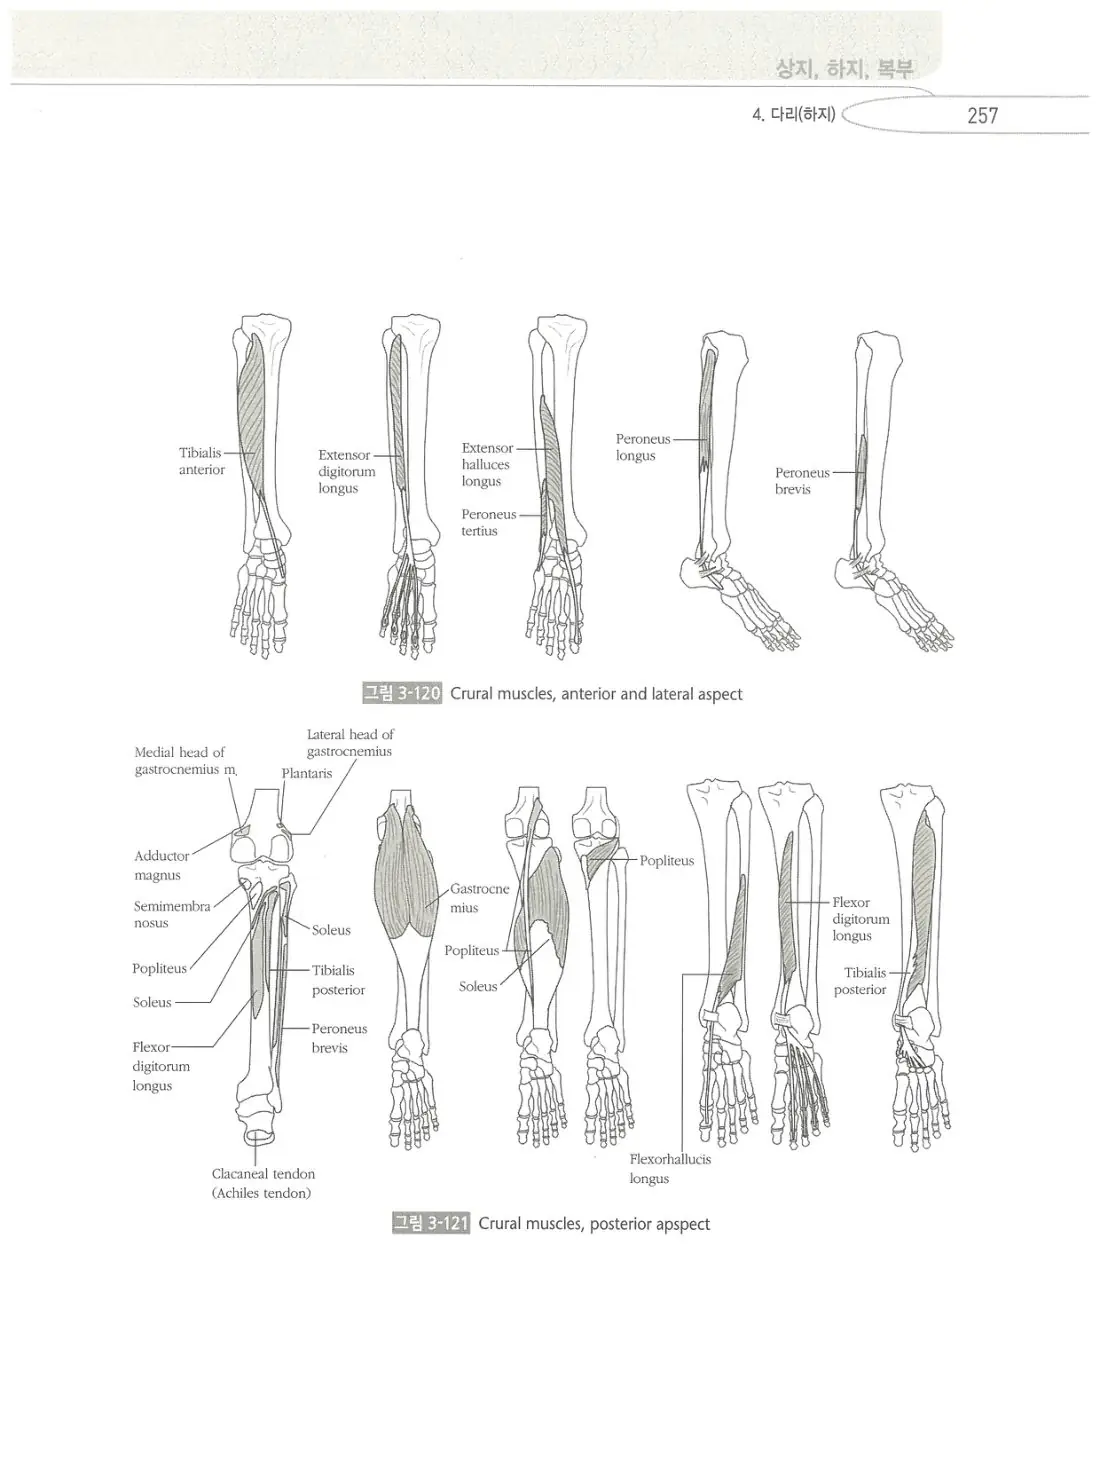 상지, 하지, 복부
4. 다리(하지)
257
Tibialis
anterior
Extensor
digitorum
longus
Extensor
halluces
longus
Peroneus
tertius
Peroneus
longus
Peroneus
brevis
그림 3-120 Crural muscles, anterior and lateral aspect
Medial head of
gastrocnemius m.
Lateral head of
gastrocnemius
Plantaris
Adductor
magnus
Semimembra
nosus
Popliteus
Soleus
Flexor
digitorum
longus
Soleus
Tibialis
posterior
Peroneus
brevis
Clacaneal tendon
(Achiles tendon)
Gastrocne
mius
Popliteus
Soleus
Popliteus
Flexorhallucis
longus
Flexor
digitorum
longus
Tibialis
posterior
그림 3-121 Crural muscles, posterior apspect